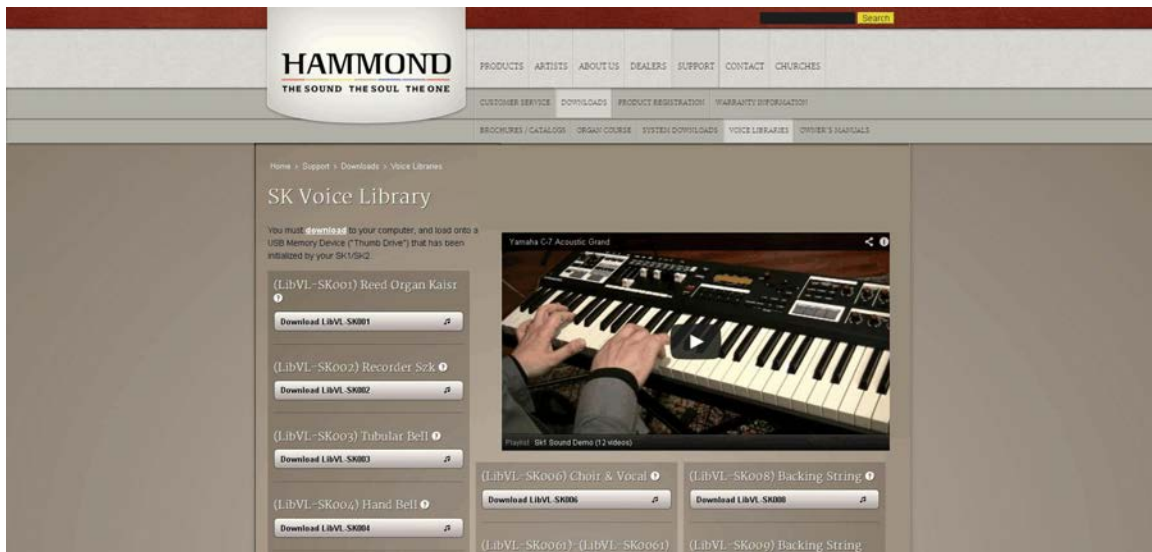 Search
HAMMOND
THE SOUND THE SOUL THE ONE
PRODUCTS ARTISTS ABOUT US DEALERS SUPPORT CONTACT CHURCHES
CUSTOMER SERVICE DOWNLOADS PRODUCT REGISTRATION WARRANTY INFORMATION
BROCHURES / CATALOGS ORGAN COURSE SYSTEM DOWNLOADS VOICE LIBRARIES OWNER'S MANUALS
Home > Support > Downloads > Voice Libraries
SK Voice Library
You must download to your computer, and load onto a
USB Memory Device ("Thumb Drive") that has been
initialized by your SK1/SK2.
(LibVL-SK001) Reed Organ Kaisr
Download LibVL-SK001
(LibVL-SK002) Recorder Szk
Download LibVL-SK002
(LibVL-SK003) Tubular Bell
Download LibVL-SK003
(LibVL-SK004) Hand Bell
Download LibVL-SK004
Yamaha C-7 Acoustic Grand
Playlist Sk1 Sound Demo (12 videos)
(LibVL-SK006) Choir & Vocal
Download LibVL-SK006
(LibVL-SK0061)-(LibVL-SK0061)
(LibVL-SK008) Backing String
Download LibVL-SK008
(LibVL-SK009) Backing String